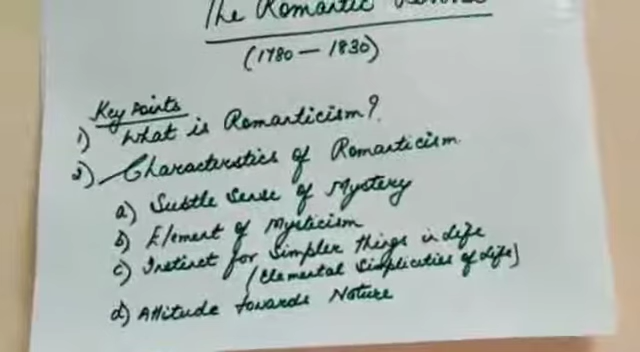 The Romantic
(1780 — 1830)
Key Points
1) What is Romanticism?
2) Characterstics of Romanticism
a) Subtle Sense of Mystery
b) Element of Mysticism
c) Instinct for Simpler things in life
(Elemental Simplicities of Life)
d) Attitude towards Nature